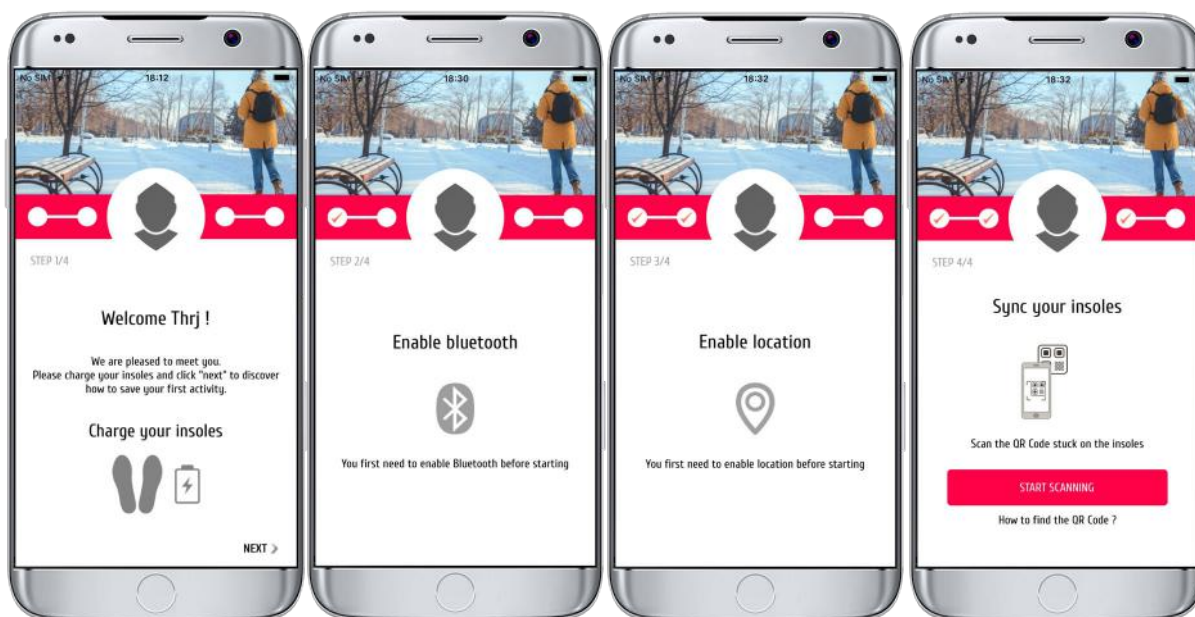 No SIM 18:12
STEP 1/4
Welcome Thrj !
We are pleased to meet you.
Please charge your insoles and click "next" to discover
how to save your first activity.
Charge your insoles
NEXT
No SIM 18:30
STEP 2/4
Enable bluetooth
You first need to enable Bluetooth before starting
No SIM 18:32
STEP 3/4
Enable location
You first need to enable location before starting
No SIM 18:32
STEP 4/4
Sync your insoles
Scan the QR Code stuck on the insoles
START SCANNING
How to find the QR Code ?